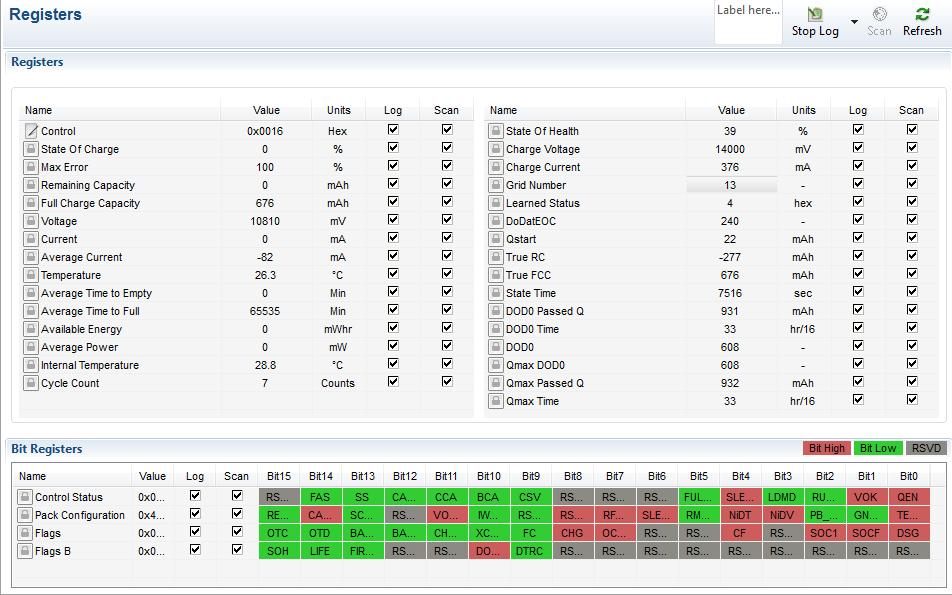 Registers
Label here...
Stop Log
Scan
Refresh
Registers
Name Value Units Log Scan
Control 0x0016 Hex
State Of Charge 0 %
Max Error 100 %
Remaining Capacity 0 mAh
Full Charge Capacity 676 mAh
Voltage 10810 mV
Current 0 mA
Average Current -82 mA
Temperature 26.3 °C
Average Time to Empty 0 Min
Average Time to Full 65535 Min
Available Energy 0 mWhr
Average Power 0 mW
Internal Temperature 28.8 °C
Cycle Count 7 Counts
Name Value Units Log Scan
State Of Health 39 %
Charge Voltage 14000 mV
Charge Current 376 mA
Grid Number 13 -
Learned Status 4 hex
DoDatEOC 240 -
Qstart 22 mAh
True RC -277 mAh
True FCC 676 mAh
State Time 7516 sec
DOD0 Passed Q 931 mAh
DOD0 Time 33 hr/16
DOD0 608 -
Qmax DOD0 608 -
Qmax Passed Q 932 mAh
Qmax Time 33 hr/16
Bit Registers
Bit High Bit Low RSVD
Name Value Log Scan Bit15 Bit14 Bit13 Bit12 Bit11 Bit10 Bit9 Bit8 Bit7 Bit6 Bit5 Bit4 Bit3 Bit2 Bit1 Bit0
Control Status 0x0... RS... FAS SS CA... CCA BCA CSV RS... RS... RS... FUL... SLE... LDMD RU... VOK QEN
Pack Configuration 0x4... RE... CA... SC... RS... VO... IW... RS... RS... RF... SLE... RM... NiDT NiDV PB_... GN... TE...
Flags 0x0... OTC OTD BA... BA... CH... XC... FC CHG OC... RS... RS... CF RS... SOC1 SOCF DSG
Flags B 0x0... SOH LIFE FIR... RS... RS... DO... DTRC RS... RS... RS... RS... RS... RS... RS... RS... RS...